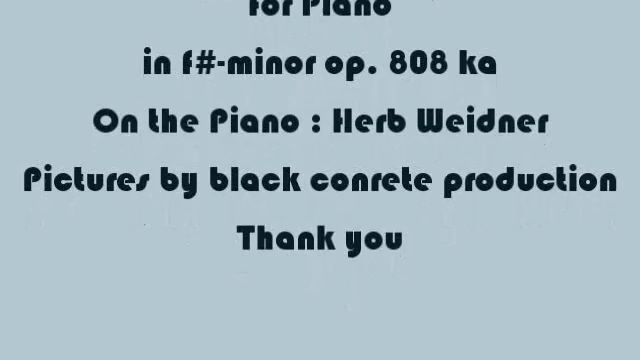 for Piano
in f#-minor op. 808 ka
On the Piano : Herb Weidner
Pictures by black conrete production
Thank you